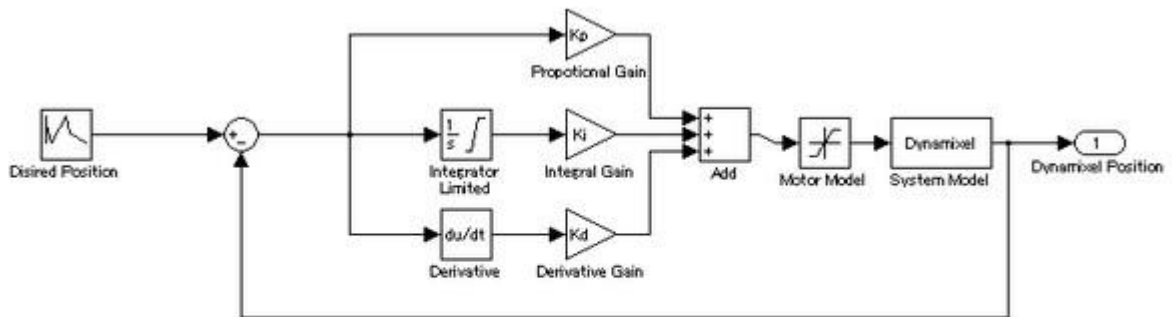 Kp
Propotional Gain
+
−
Disired Position
1
s
Integrator
Limited
Ki
Integral Gain
+
+
+
Add
Motor Model
Dynamixel
System Model
1
Dynamixel Position
du/dt
Derivative
Kd
Derivative Gain